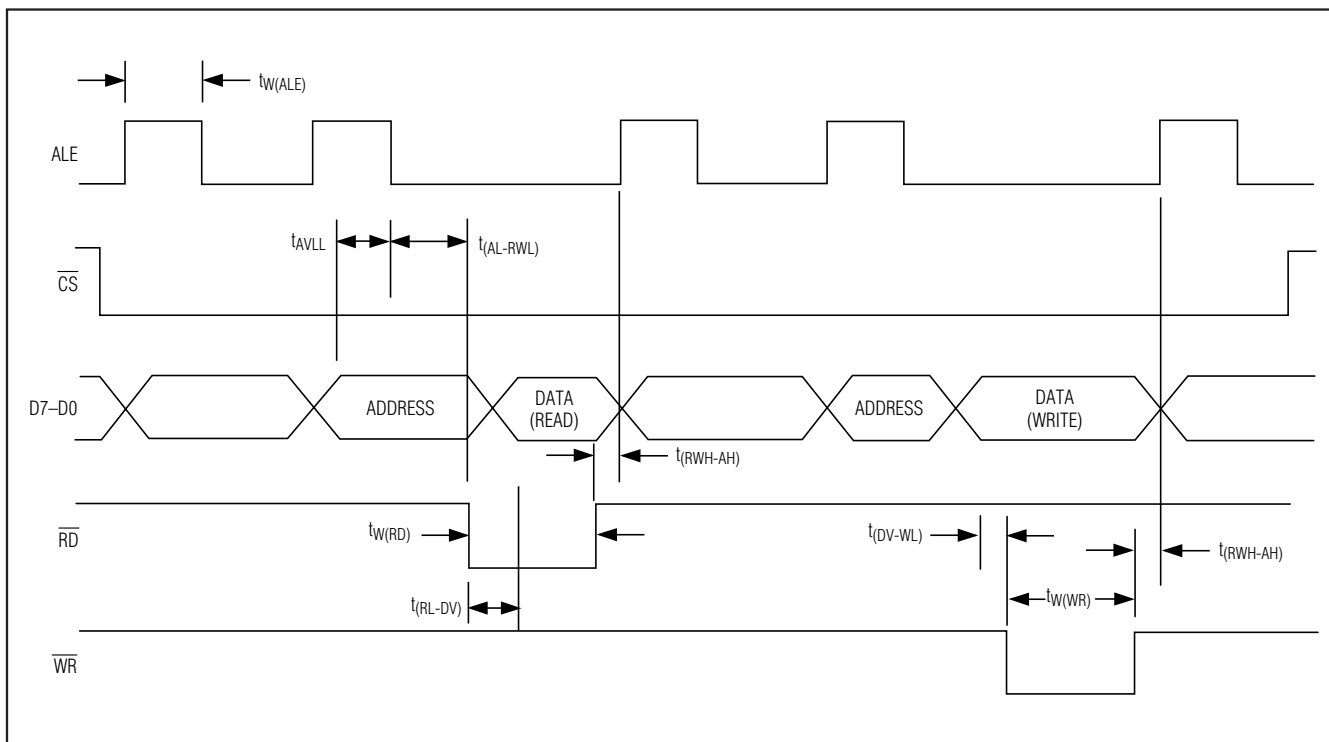 tW(ALE)
ALE
tAVLL
t(AL-RWL)
CS
D7–D0
ADDRESS
DATA
(READ)
ADDRESS
DATA
(WRITE)
t(RWH-AH)
RD
tW(RD)
t(DV-WL)
t(RWH-AH)
t(RL-DV)
tW(WR)
WR